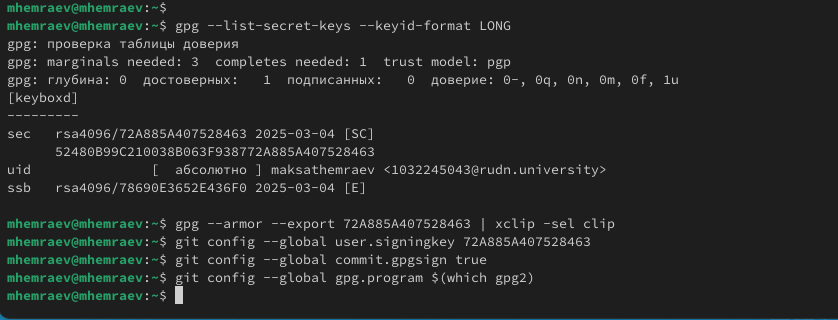 mhemraev@mhemraev:~$
mhemraev@mhemraev:~$ gpg --list-secret-keys --keyid-format LONG
gpg: проверка таблицы доверия
gpg: marginals needed: 3  completes needed: 1  trust model: pgp
gpg: глубина: 0  достоверных:   1  подписанных:   0  доверие: 0-, 0q, 0n, 0m, 0f, 1u
[keyboxd]
---------
sec   rsa4096/72A885A407528463 2025-03-04 [SC]
      52480B99C210038B063F938772A885A407528463
uid                [  абсолютно ] maksathemraev <1032245043@rudn.university>
ssb   rsa4096/78690E3652E436F0 2025-03-04 [E]
mhemraev@mhemraev:~$ gpg --armor --export 72A885A407528463 | xclip -sel clip
mhemraev@mhemraev:~$ git config --global user.signingkey 72A885A407528463
mhemraev@mhemraev:~$ git config --global commit.gpgsign true
mhemraev@mhemraev:~$ git config --global gpg.program $(which gpg2)
mhemraev@mhemraev:~$